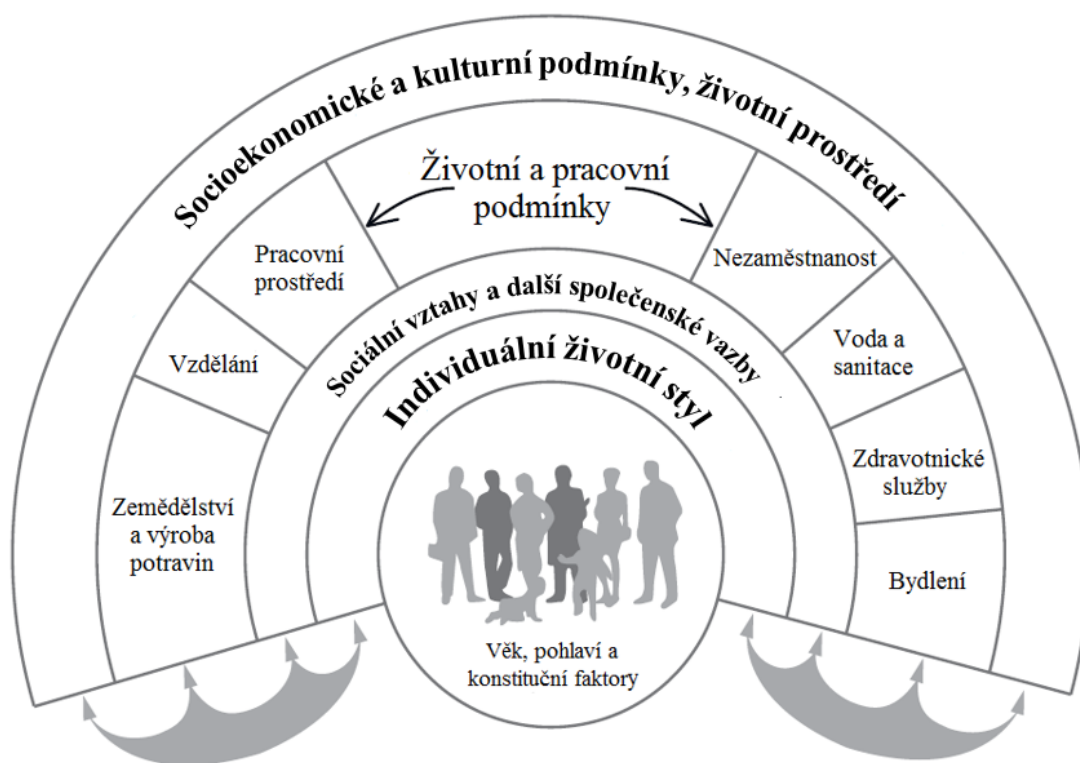 Socioekonomické a kulturní podmínky, životní prostředí
Životní a pracovní
podmínky
Pracovní
prostředí
Nezaměstnanost
Vzdělání
Voda a
sanitace
Zemědělství
a výroba
potravin
Zdravotnické
služby
Bydlení
Sociální vztahy a další společenské vazby
Individuální životní styl
Věk, pohlaví a
konstituční faktory